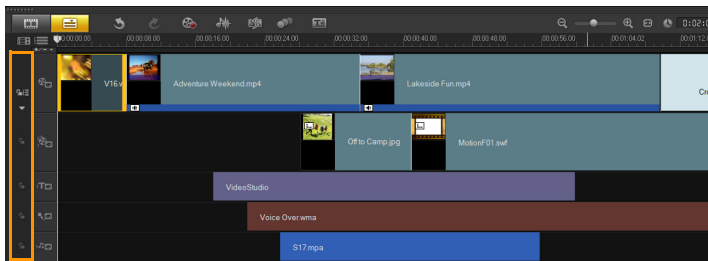 0:02:0
00:00:00.00 00:00:08.00 00:00:16.00 00:00:24.00 00:00:32.00 00:00:40.00 00:00:48.00 00:00:56.00 00:01:04.02 00:01:12.
V16.v Adventure Weekend.mp4 Lakeside Fun.mp4 Cr
Off to Camp.jpg MotionF01.swf
VideoStudio
Voice Over.wma
S17.mpa